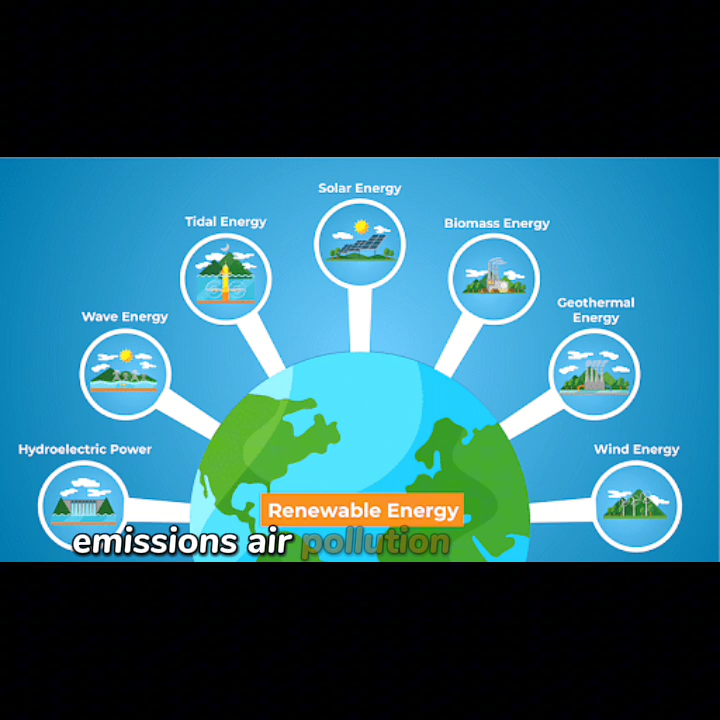 Solar Energy
Tidal Energy
Biomass Energy
Wave Energy
Geothermal
Energy
Hydroelectric Power
Wind Energy
Renewable Energy
emissions air pollution